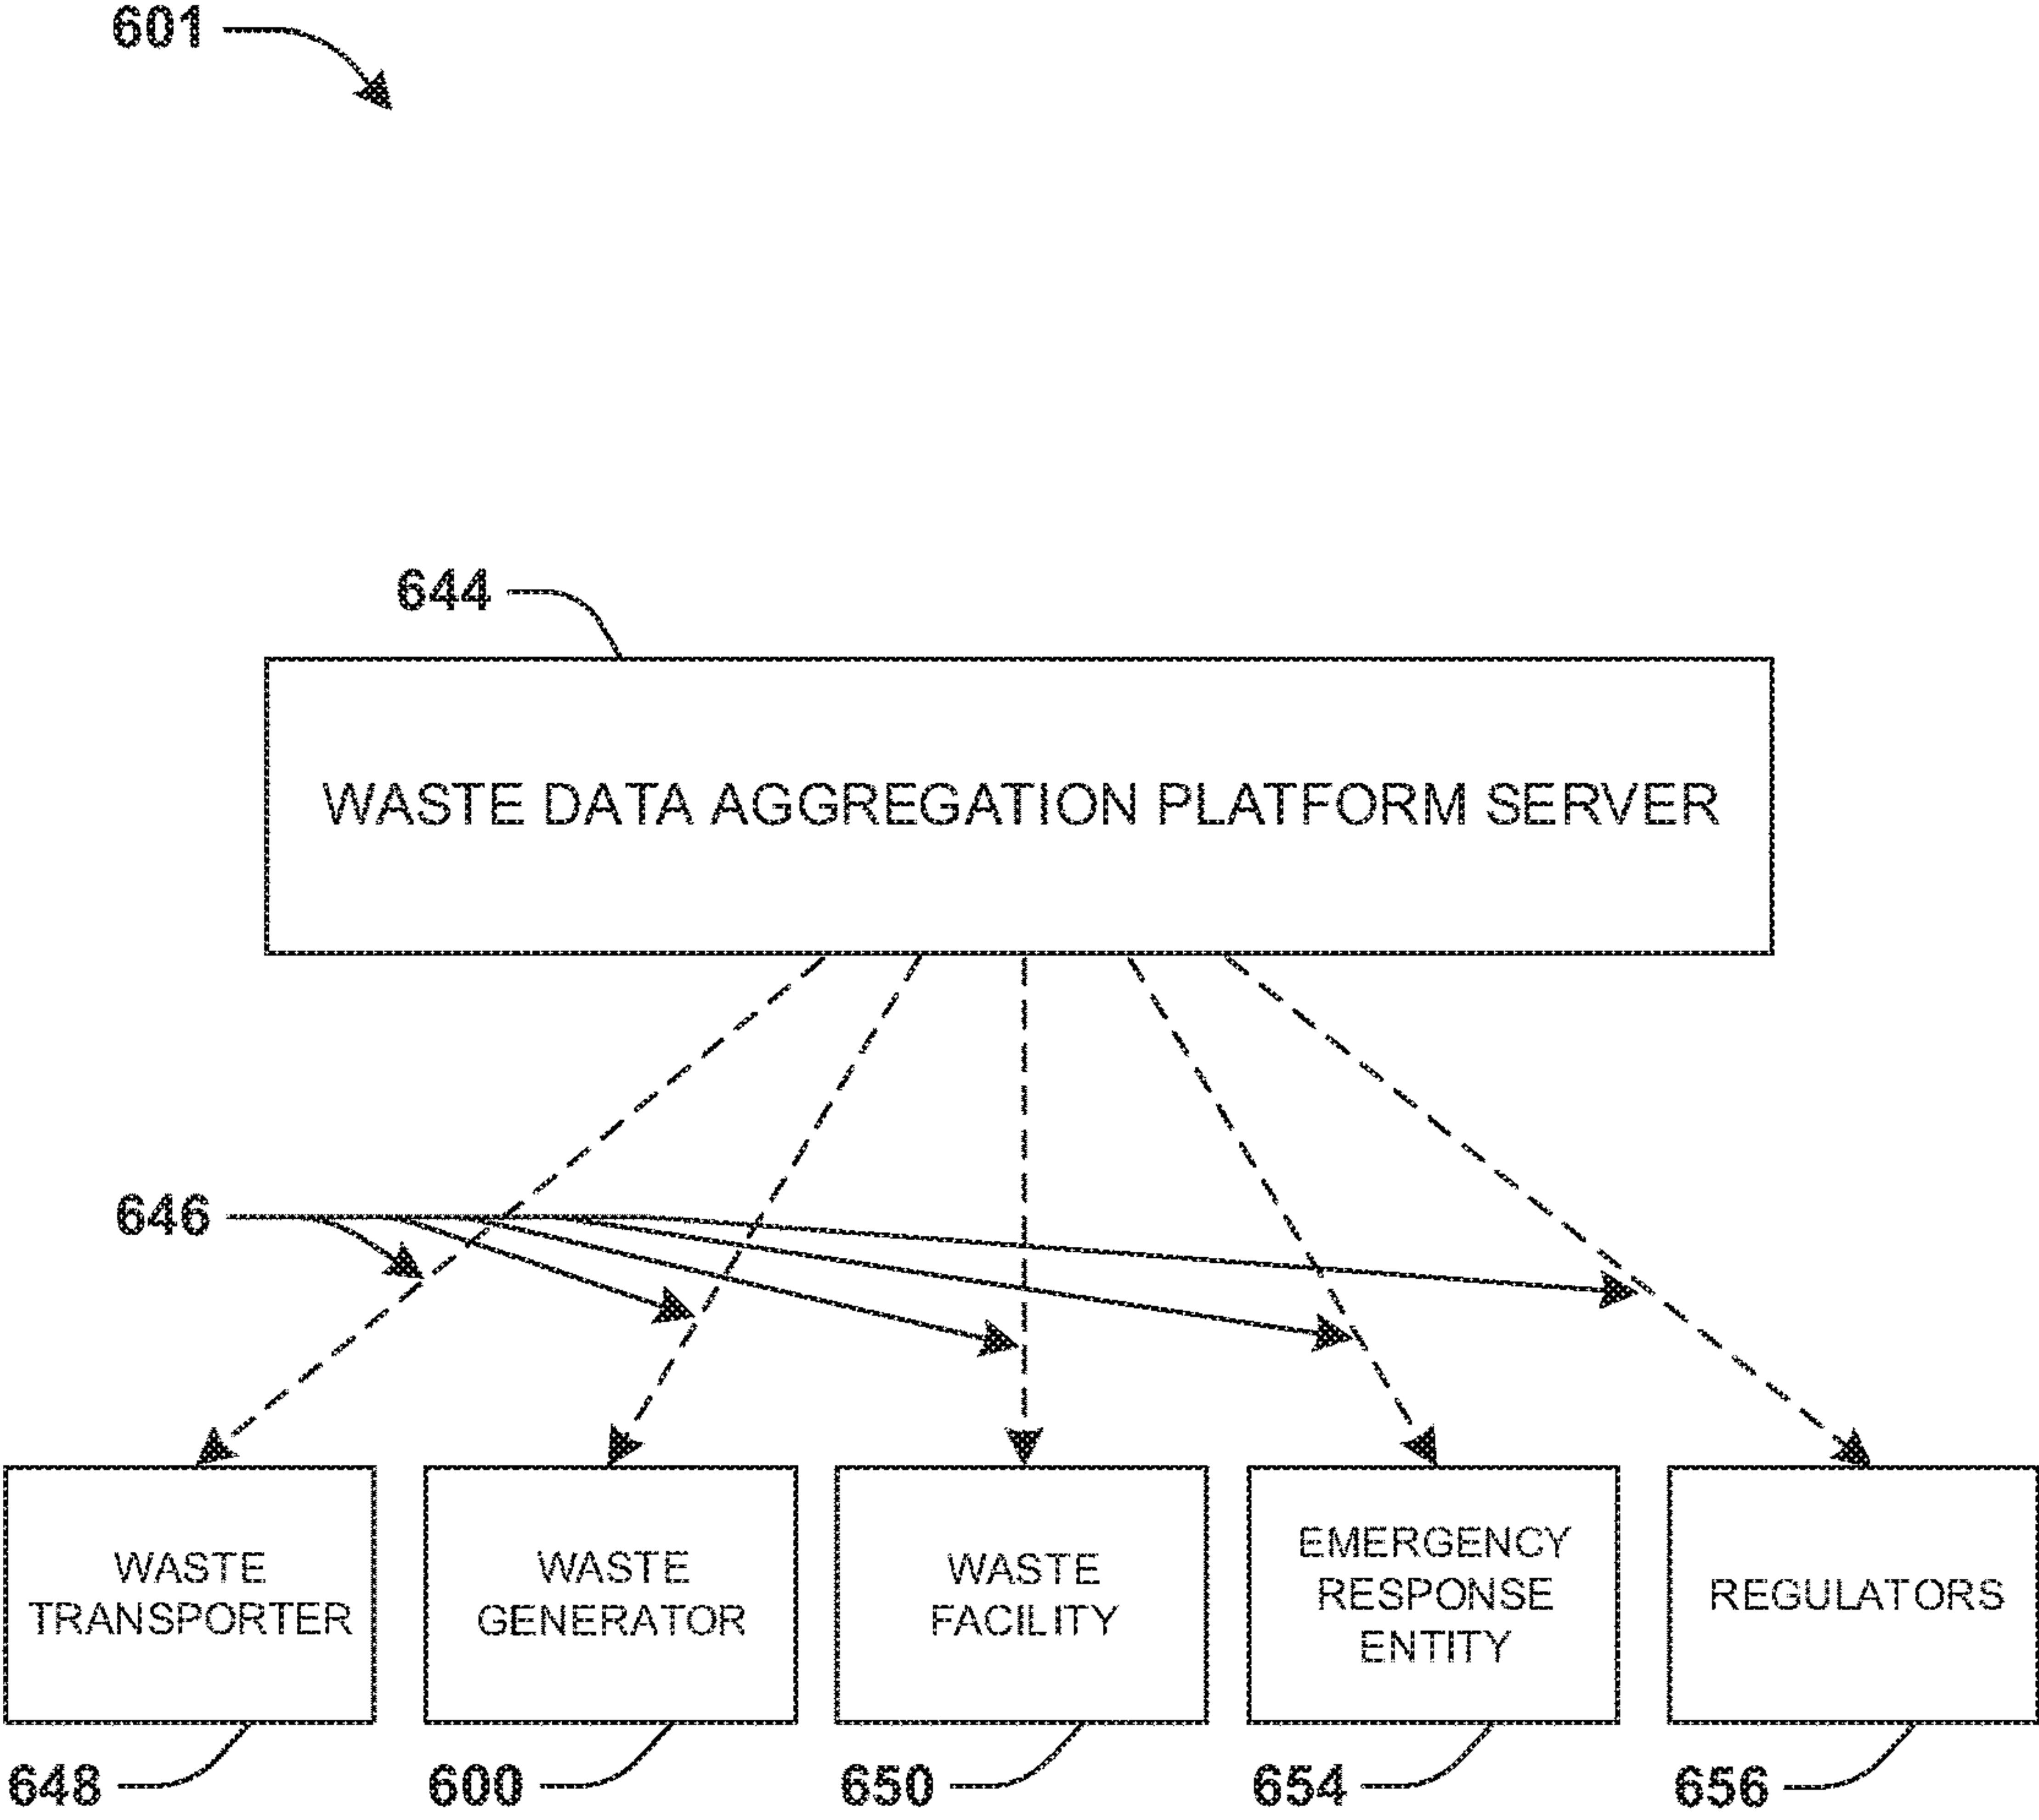 601
644
WASTE DATA AGGREGATION PLATFORM SERVER
646
WASTE
TRANSPORTER
WASTE
GENERATOR
WASTE
FACILITY
EMERGENCY
RESPONSE
ENTITY
REGULATORS
648
600
650
654
656